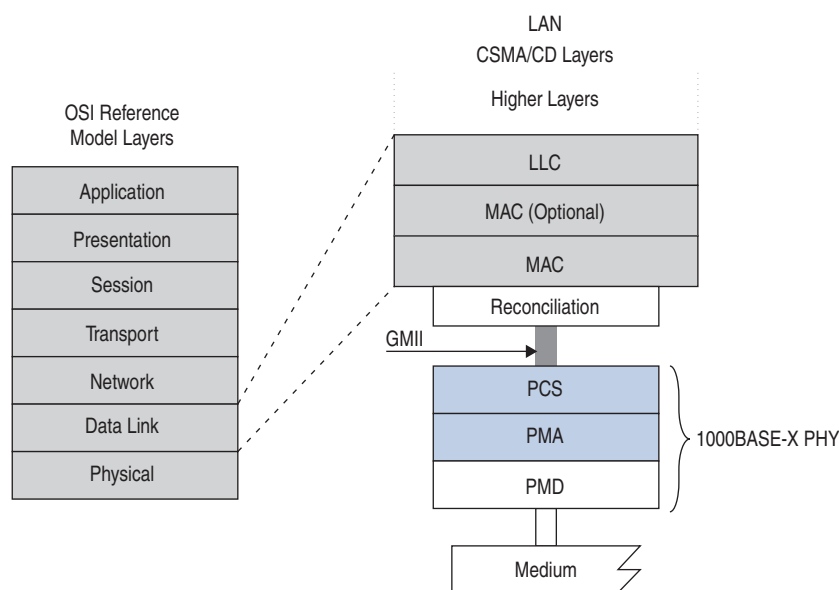 LAN
CSMA/CD Layers
Higher Layers
OSI Reference
Model Layers
Application
Presentation
Session
Transport
Network
Data Link
Physical
LLC
MAC (Optional)
MAC
Reconciliation
GMII
PCS
PMA
PMD
1000BASE-X PHY
Medium